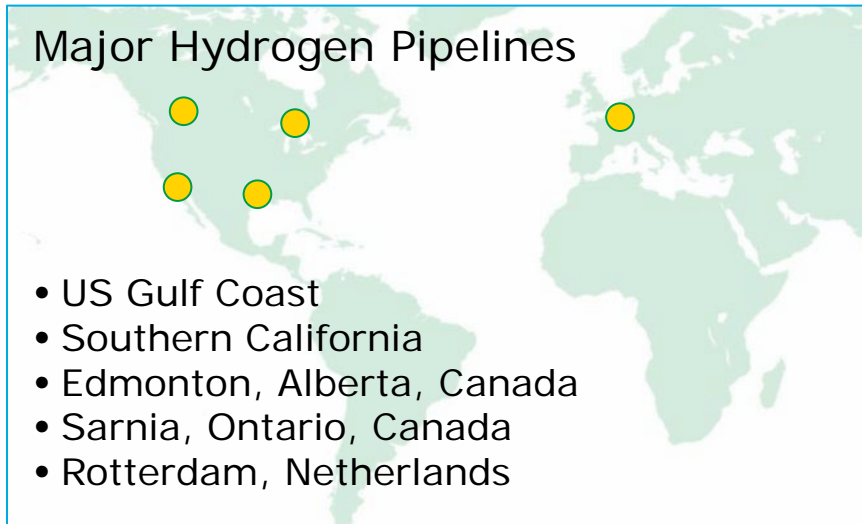 Major Hydrogen Pipelines
• US Gulf Coast
• Southern California
• Edmonton, Alberta, Canada
• Sarnia, Ontario, Canada
• Rotterdam, Netherlands